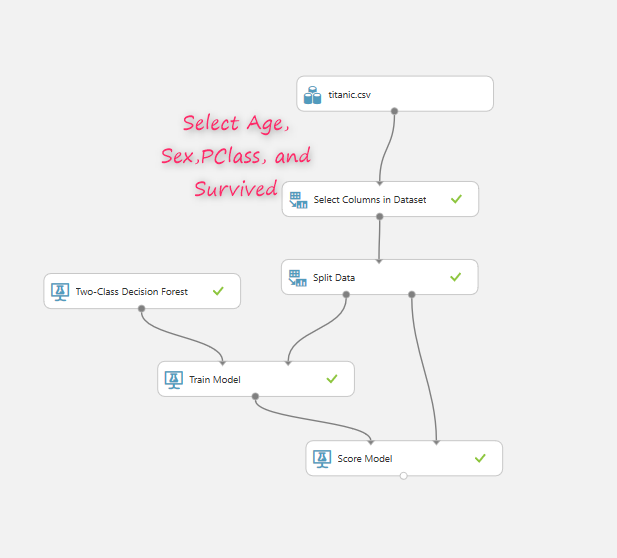 titanic.csv
Select Age,
Sex,PClass, and
Survived
Select Columns in Dataset
Split Data
Two-Class Decision Forest
Train Model
Score Model